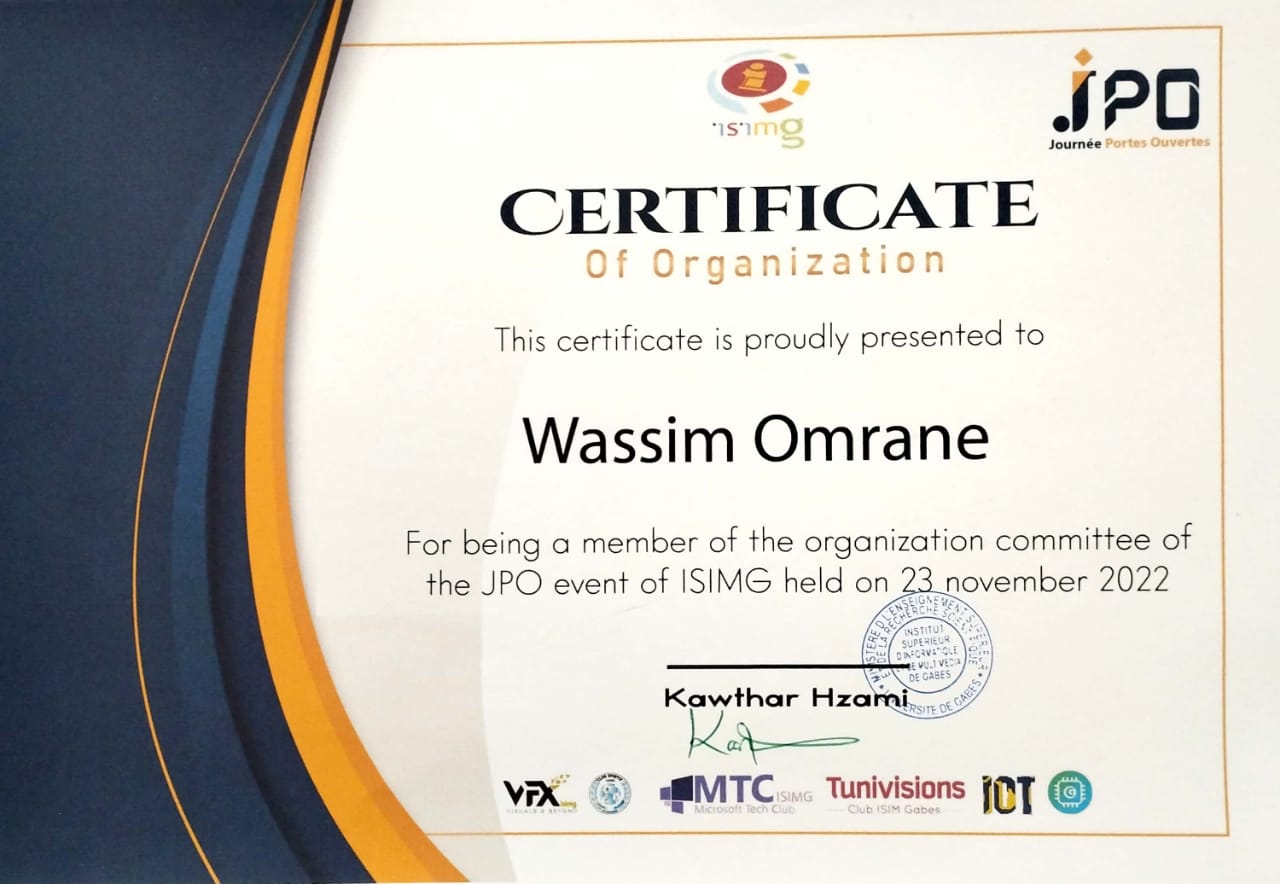 isimg
JPO
Journée Portes Ouvertes
CERTIFICATE
Of Organization
This certificate is proudly presented to
Wassim Omrane
For being a member of the organization committee of
the JPO event of ISIMG held on 23 november 2022
MINISTERE D'ENSEIGNEMENT SUPERIEUR
ET DE LA RECHERCHE SCIENTIFIQUE
INSTITUT
SUPERIEUR
D'INFORMATIQUE
ET DE MULTIMEDIA
DE GABES
UNIVERSITE DE GABES
Kawthar Hzami
VFX isimg
VISUALS & BEYOND
MTC ISIMG
Microsoft Tech Club
Tunivisions
Club ISIM Gabes
ICT